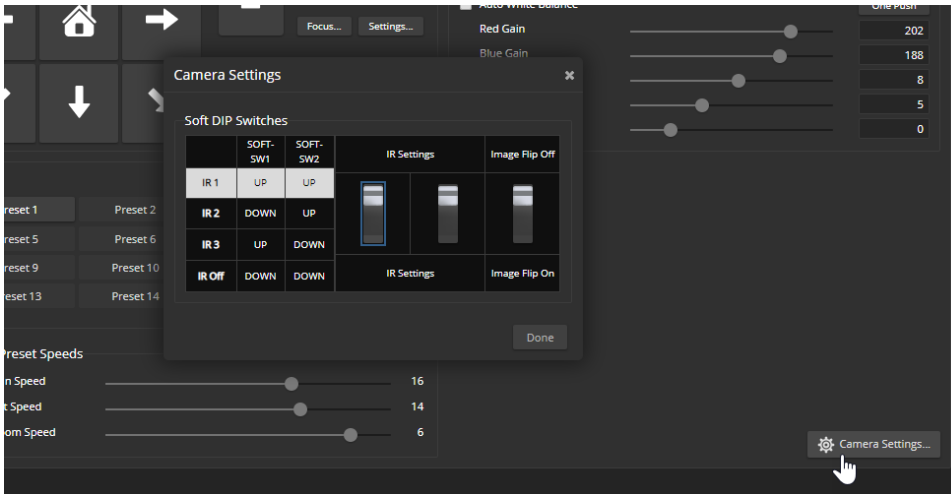 Auto White Balance
One Push
Focus...
Settings...
Red Gain
202
Blue Gain
188
8
5
0
Camera Settings
Soft DIP Switches
SOFT-SW1
SOFT-SW2
IR Settings
Image Flip Off
IR 1 UP UP
IR 2 DOWN UP
IR 3 UP DOWN
IR Off DOWN DOWN
IR Settings
Image Flip On
Done
reset 1
Preset 2
reset 5
Preset 6
reset 9
Preset 10
reset 13
Preset 14
Preset Speeds
n Speed
16
t Speed
14
om Speed
6
Camera Settings...